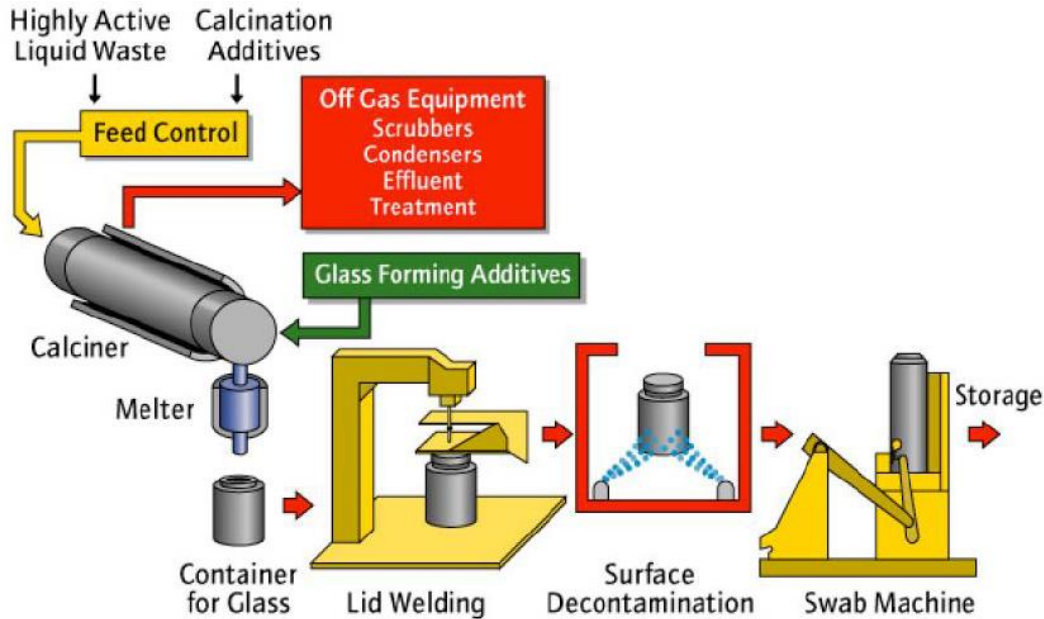 Highly Active
Liquid Waste
Calcination
Additives
Feed Control
Off Gas Equipment
Scrubbers
Condensers
Effluent
Treatment
Glass Forming Additives
Calciner
Melter
Storage
Container
for Glass
Lid Welding
Surface
Decontamination
Swab Machine